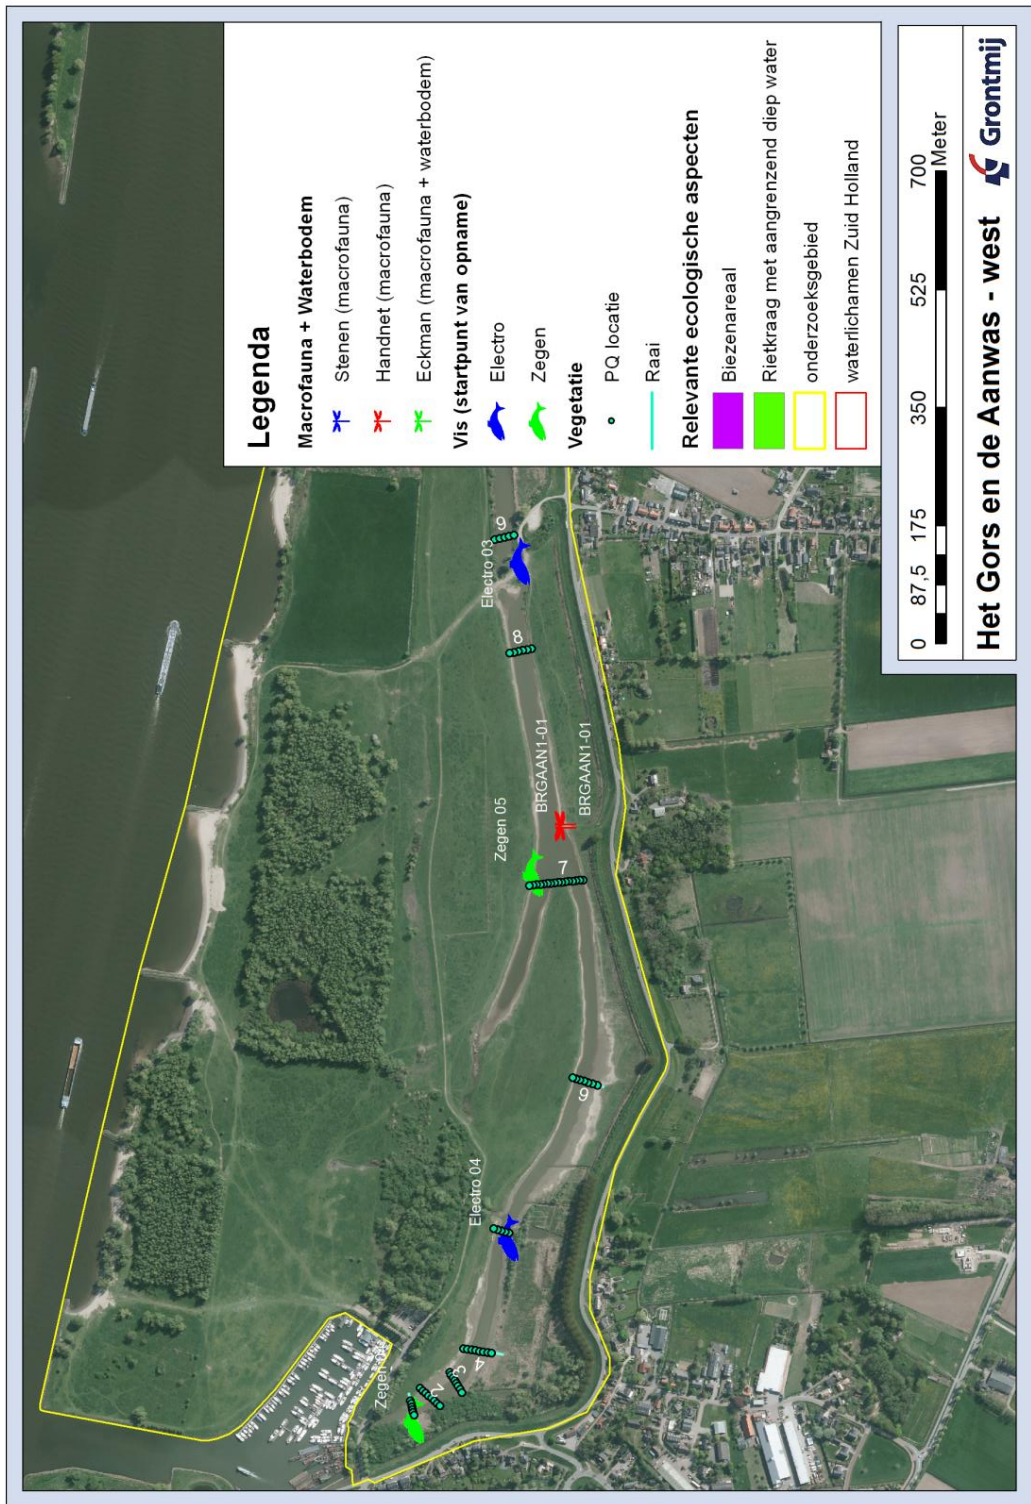 Legenda
Macrofauna + Waterbodem
Stenen (macrofauna)
Handnet (macrofauna)
Eckman (macrofauna + waterbodem)
Vis (startpunt van opname)
Electro
Zegen
Vegetatie
PQ locatie
Raai
Relevante ecologische aspecten
Biezenareaal
Rietkraag met aangrenzend diep water
onderzoeksgebied
waterlichamen Zuid Holland
0 87,5 175 350 525 700
Meter
Het Gors en de Aanwas - west
Grontmij
Zegen
2
3
4
Electro 04
6
Zegen 05
7
BRGAAN1-01
BRGAAN1-01
8
Electro 03
9